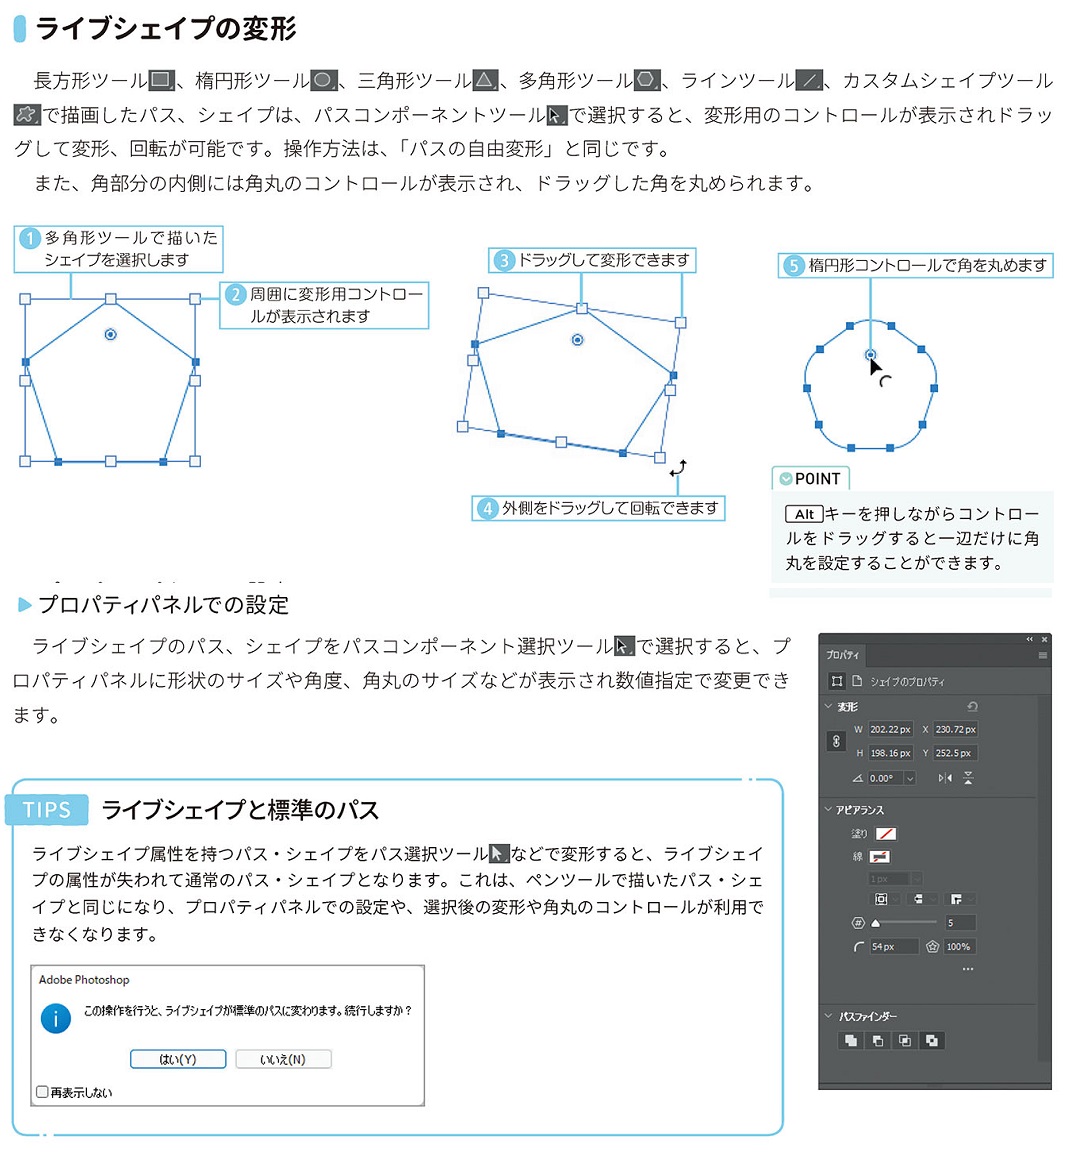 ライブシェイプの変形
長方形ツール、楕円形ツール、三角形ツール、多角形ツール、ラインツール、カスタムシェイプツール
で描画したパス、シェイプは、パスコンポーネントツールで選択すると、変形用のコントロールが表示されドラッ
グして変形、回転が可能です。操作方法は、「パスの自由変形」と同じです。
また、角部分の内側には角丸のコントロールが表示され、ドラッグした角を丸められます。
1 多角形ツールで描いた
シェイプを選択します
2 周囲に変形用コントロー
ルが表示されます
3 ドラッグして変形できます
4 外側をドラッグして回転できます
5 楕円形コントロールで角を丸めます
POINT
Alt キーを押しながらコントロー
ルをドラッグすると一辺だけに角
丸を設定することができます。
プロパティパネルでの設定
ライブシェイプのパス、シェイプをパスコンポーネント選択ツールで選択すると、プ
ロパティパネルに形状のサイズや角度、角丸のサイズなどが表示され数値指定で変更でき
ます。
TIPS ライブシェイプと標準のパス
ライブシェイプ属性を持つパス・シェイプをパス選択ツールなどで変形すると、ライブシェイ
プの属性が失われて通常のパス・シェイプとなります。これは、ペンツールで描いたパス・シェ
イプと同じになり、プロパティパネルでの設定や、選択後の変形や角丸のコントロールが利用で
きなくなります。
Adobe Photoshop
この操作を行うと、ライブシェイプが標準のパスに変わります。続行しますか？
はい(Y) いいえ(N)
再表示しない
プロパティ
シェイプのプロパティ
変形
W 202.22 px X 230.72 px
H 198.16 px Y 252.5 px
0.00°
アピアランス
塗り
線
1 px
5
54 px 100%
パスファインダー